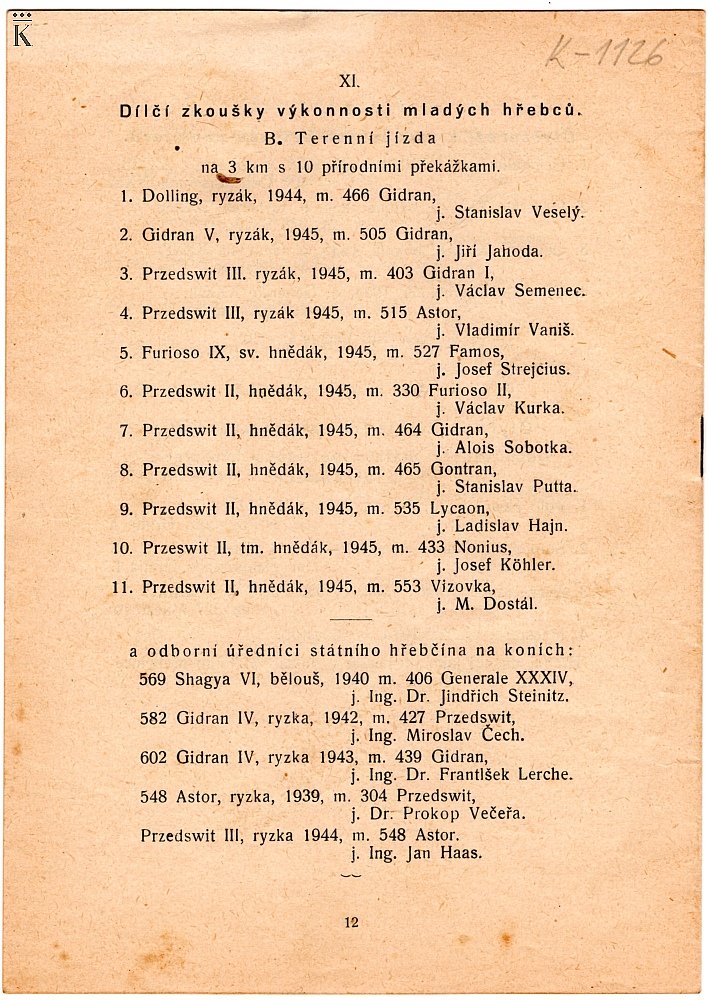 K
K-1126
XI.
Dílčí zkoušky výkonnosti mladých hřebců.
B. Terenní jízda
na 3 km s 10 přírodními překážkami.
1. Dolling, ryzák, 1944, m. 466 Gidran,
j. Stanislav Veselý.
2. Gidran V, ryzák, 1945, m. 505 Gidran,
j. Jiří Jahoda.
3. Przedswit III. ryzák, 1945, m. 403 Gidran I,
j. Václav Semenec.
4. Przedswit III, ryzák 1945, m. 515 Astor,
j. Vladimír Vaniš.
5. Furioso IX, sv. hnědák, 1945, m. 527 Famos,
j. Josef Strejcius.
6. Przedswit II, hnědák, 1945, m. 330 Furioso II,
j. Václav Kurka.
7. Przedswit II, hnědák, 1945, m. 464 Gidran,
j. Alois Sobotka.
8. Przedswit II, hnědák, 1945, m. 465 Gontran,
j. Stanislav Putta.
9. Przedswit II, hnědák, 1945, m. 535 Lycaon,
j. Ladislav Hajn.
10. Przeswit II, tm. hnědák, 1945, m. 433 Nonius,
j. Josef Köhler.
11. Przedswit II, hnědák, 1945, m. 553 Vizovka,
j. M. Dostál.
a odborní úředníci státního hřebčína na koních:
569 Shagya VI, bělouš, 1940 m. 406 Generale XXXIV,
j. Ing. Dr. Jindřich Steinitz.
582 Gidran IV, ryzka, 1942, m. 427 Przedswit,
j. Ing. Miroslav Čech.
602 Gidran IV, ryzka 1943, m. 439 Gidran,
j. Ing. Dr. František Lerche.
548 Astor, ryzka, 1939, m. 304 Przedswit,
j. Dr. Prokop Večeřa.
Przedswit III, ryzka 1944, m. 548 Astor.
j. Ing. Jan Haas.
12